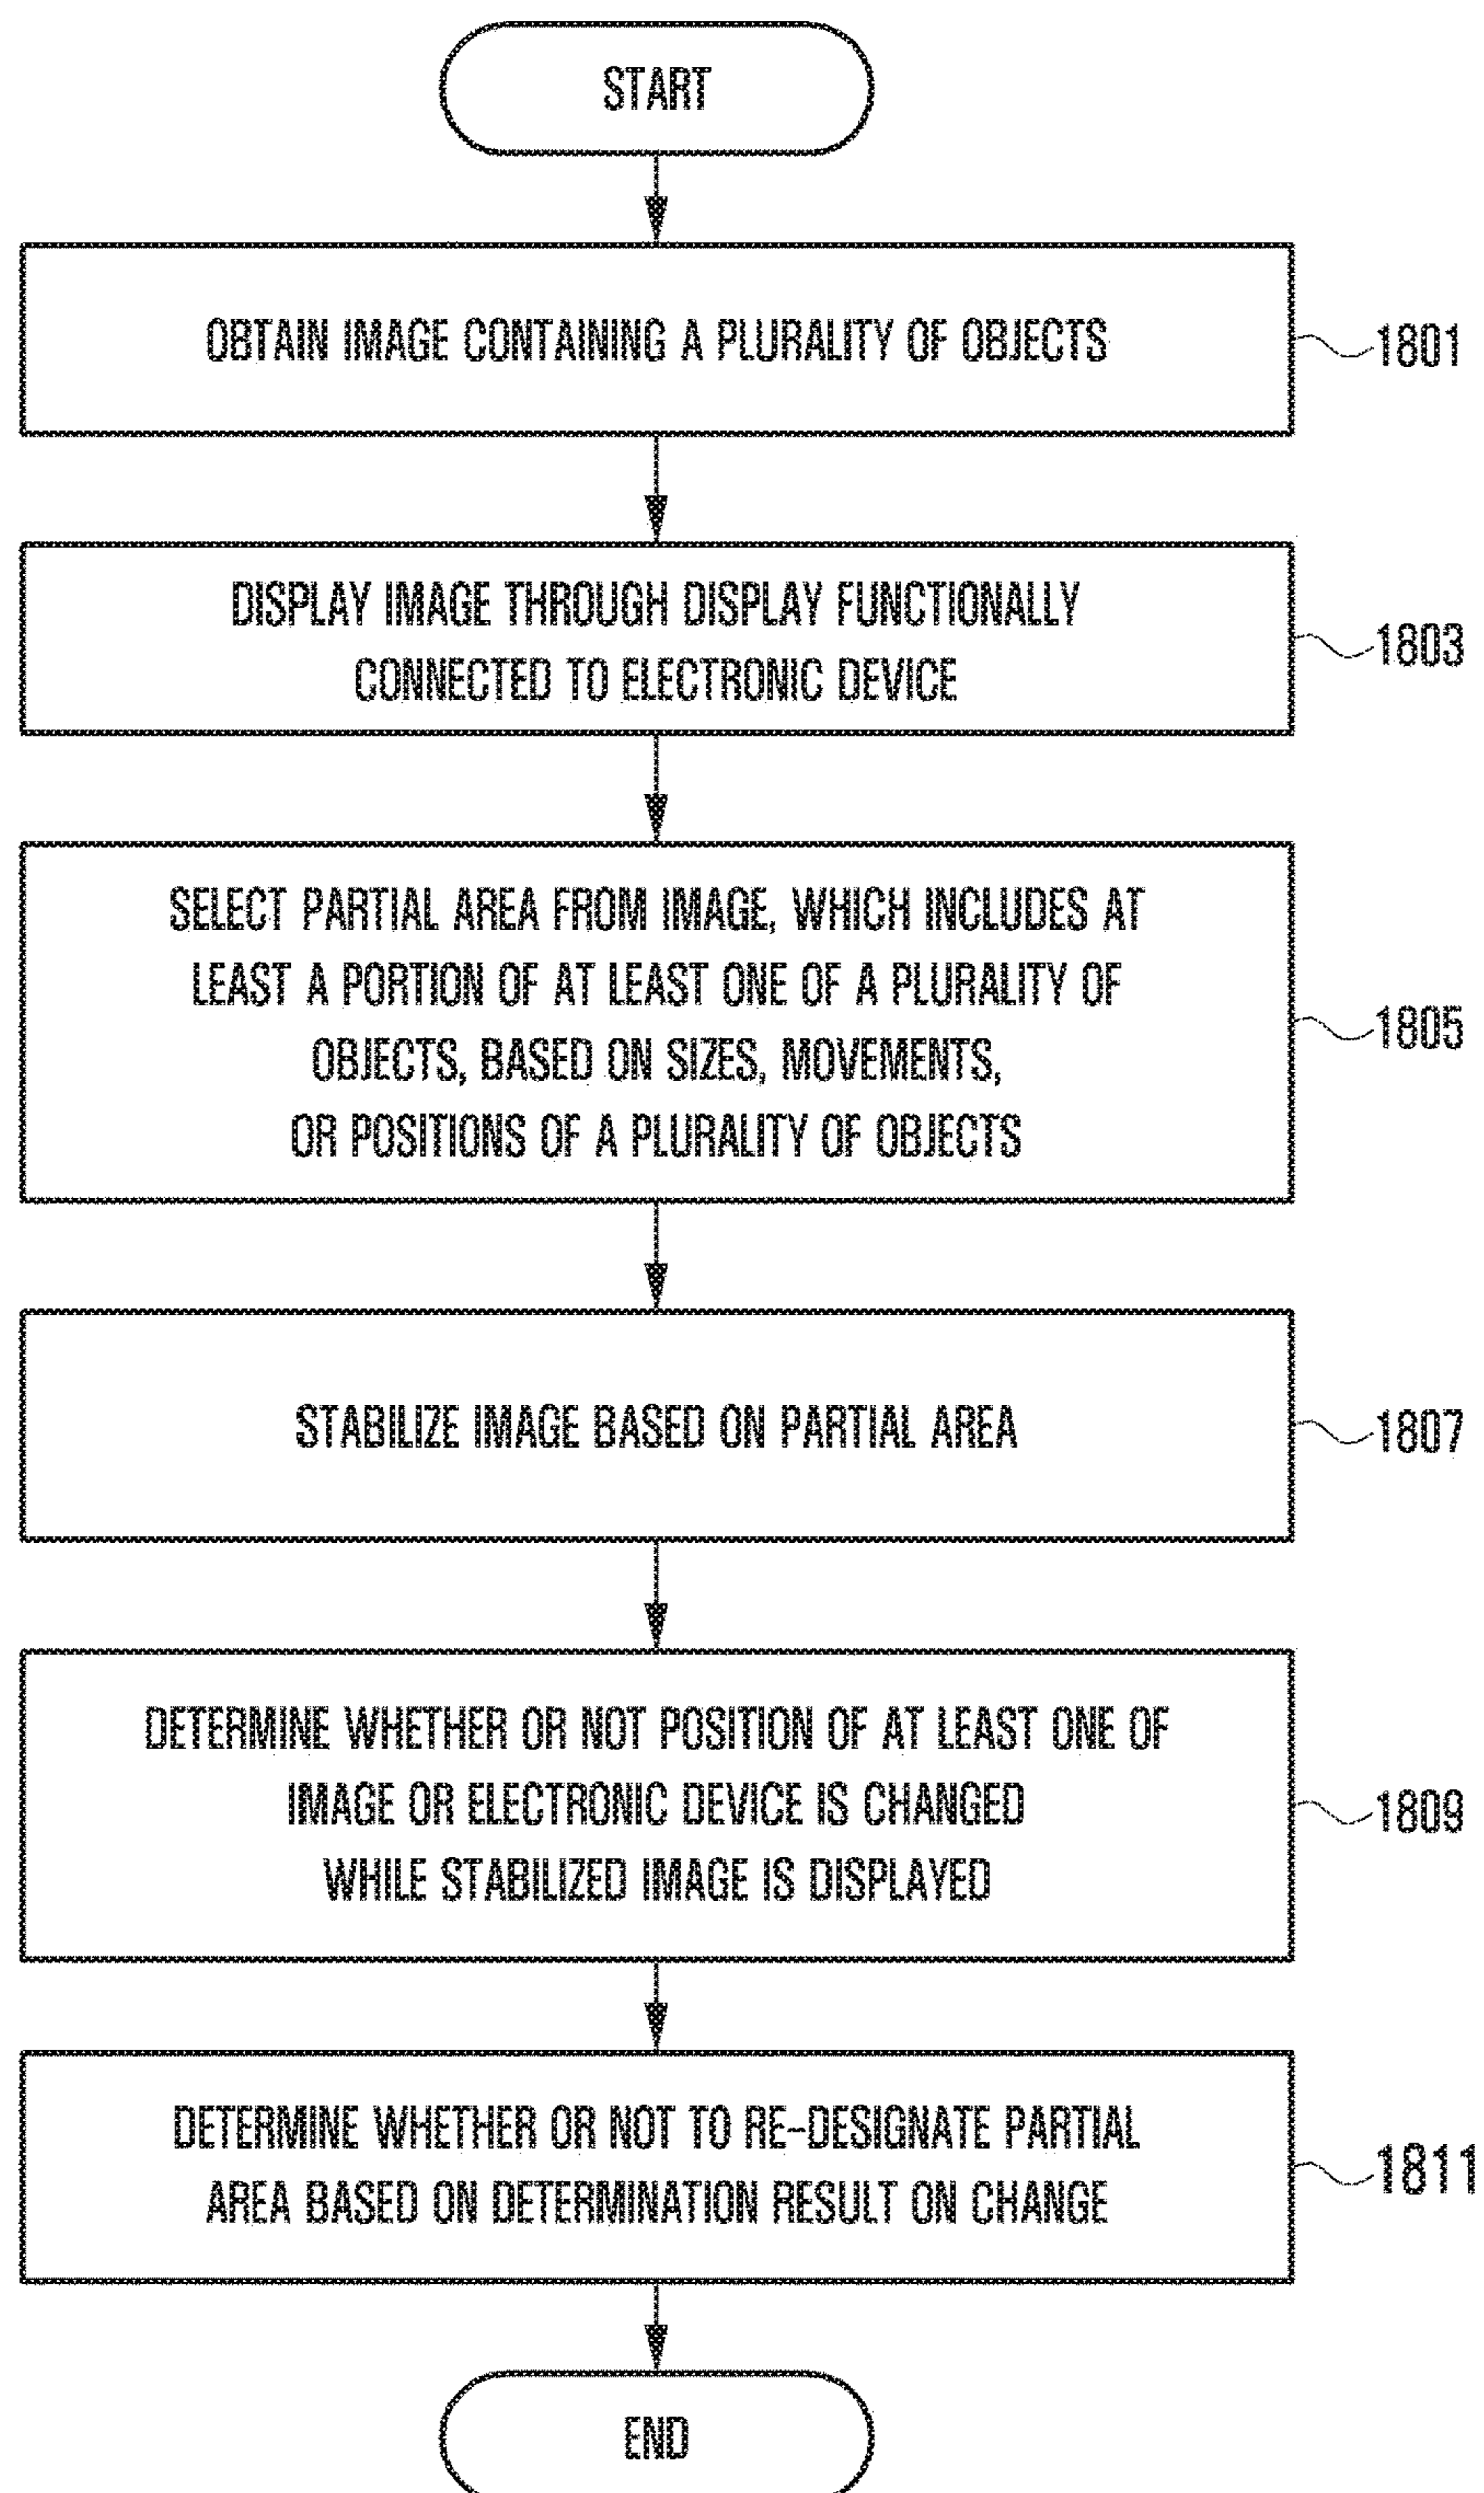 START
OBTAIN IMAGE CONTAINING A PLURALITY OF OBJECTS
1801
DISPLAY IMAGE THROUGH DISPLAY FUNCTIONALLY
CONNECTED TO ELECTRONIC DEVICE
1803
SELECT PARTIAL AREA FROM IMAGE, WHICH INCLUDES AT
LEAST A PORTION OF AT LEAST ONE OF A PLURALITY OF
OBJECTS, BASED ON SIZES, MOVEMENTS,
OR POSITIONS OF A PLURALITY OF OBJECTS
1805
STABILIZE IMAGE BASED ON PARTIAL AREA
1807
DETERMINE WHETHER OR NOT POSITION OF AT LEAST ONE OF
IMAGE OR ELECTRONIC DEVICE IS CHANGED
WHILE STABILIZED IMAGE IS DISPLAYED
1809
DETERMINE WHETHER OR NOT TO RE-DESIGNATE PARTIAL
AREA BASED ON DETERMINATION RESULT ON CHANGE
1811
END